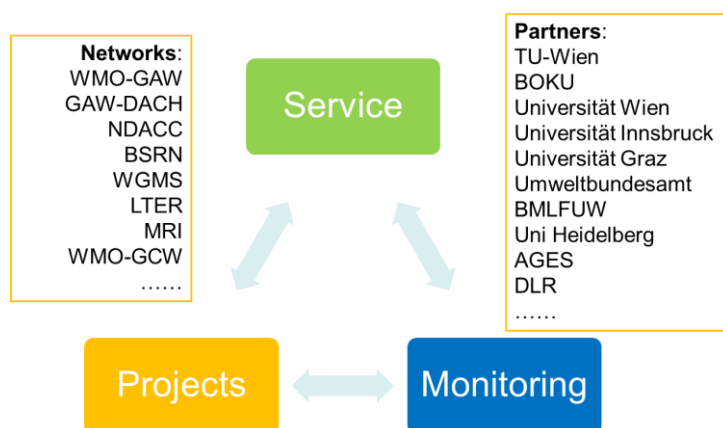 Networks:
WMO-GAW
GAW-DACH
NDACC
BSRN
WGMS
LTER
MRI
WMO-GCW
……
Service
Partners:
TU-Wien
BOKU
Universität Wien
Universität Innsbruck
Universität Graz
Umweltbundesamt
BMLFUW
Uni Heidelberg
AGES
DLR
……
Projects
Monitoring